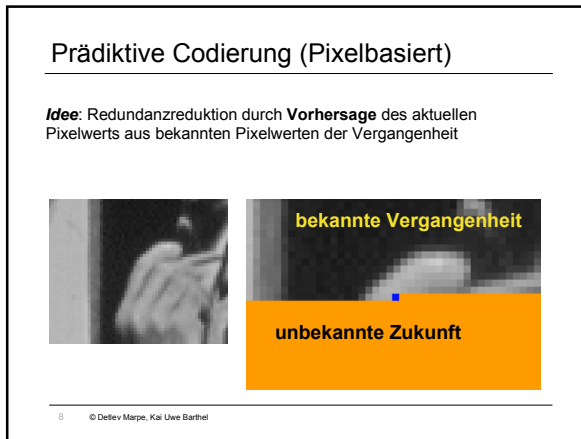 Prädiktive Codierung (Pixelbasiert)
Idee: Redundanzreduktion durch Vorhersage des aktuellen
Pixelwerts aus bekannten Pixelwerten der Vergangenheit
bekannte Vergangenheit
unbekannte Zukunft
8 © Detlev Marpe, Kai Uwe Barthel